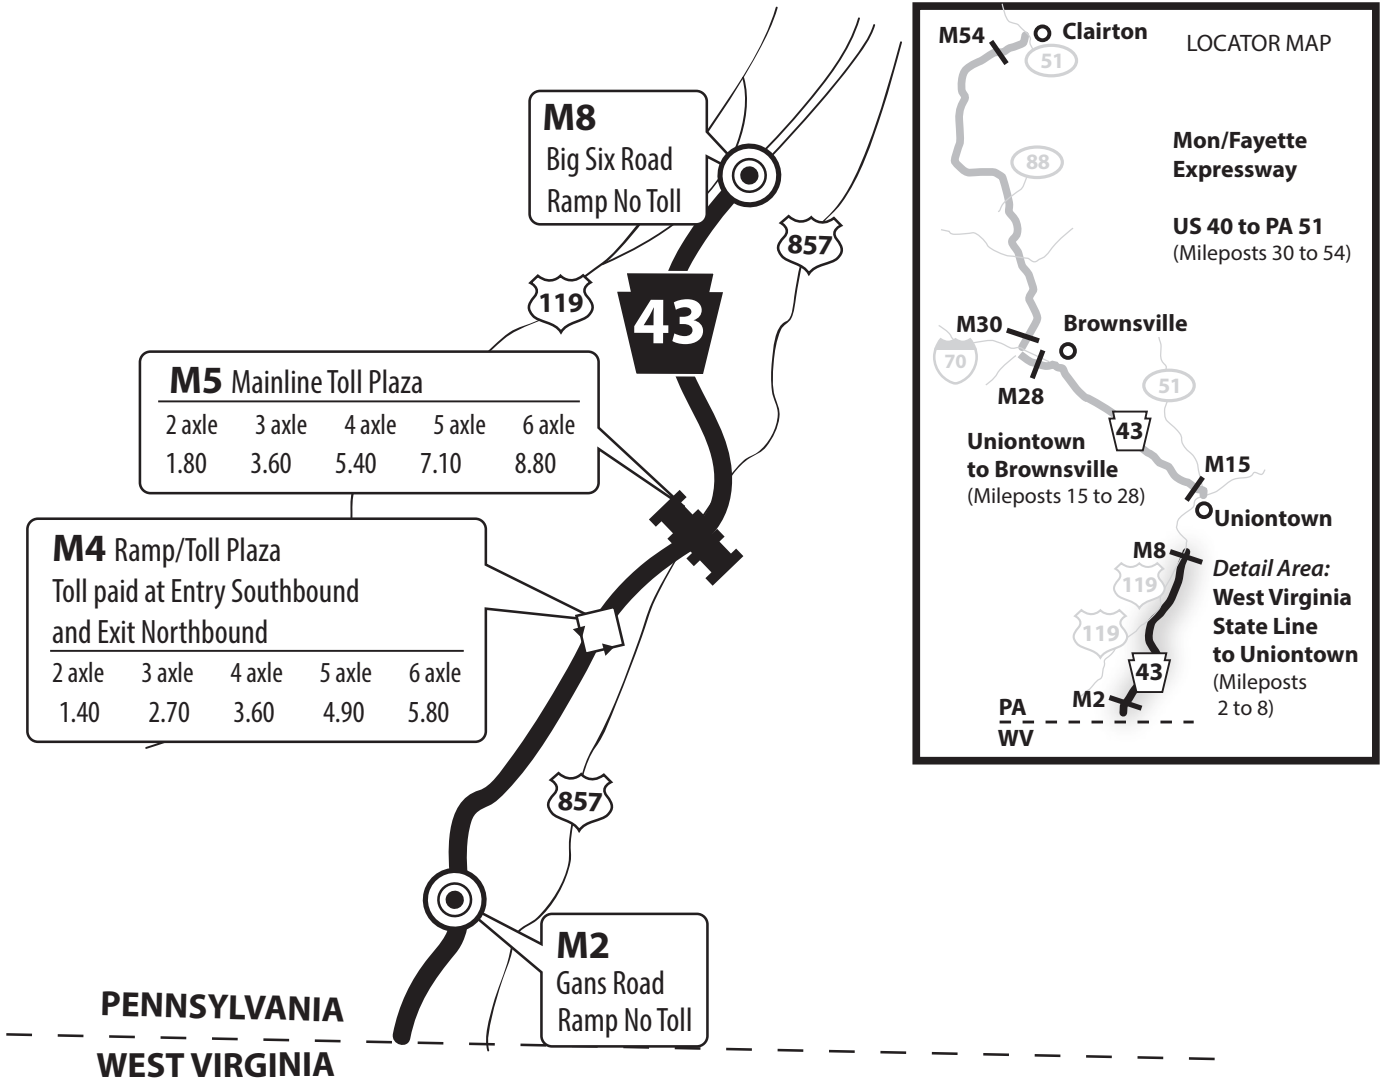 M8
Big Six Road
Ramp No Toll
857
119
43
M5 Mainline Toll Plaza
2 axle 3 axle 4 axle 5 axle 6 axle
1.80 3.60 5.40 7.10 8.80
M4 Ramp/Toll Plaza
Toll paid at Entry Southbound
and Exit Northbound
2 axle 3 axle 4 axle 5 axle 6 axle
1.40 2.70 3.60 4.90 5.80
857
M2
Gans Road
Ramp No Toll
PENNSYLVANIA
WEST VIRGINIA
LOCATOR MAP
M54
Clairton
51
Mon/Fayette
Expressway
88
US 40 to PA 51
(Mileposts 30 to 54)
M30
Brownsville
70
M28
51
43
Uniontown
to Brownsville
(Mileposts 15 to 28)
M15
Uniontown
M8
119
Detail Area:
West Virginia
State Line
to Uniontown
(Mileposts
2 to 8)
119
43
M2
PA
WV